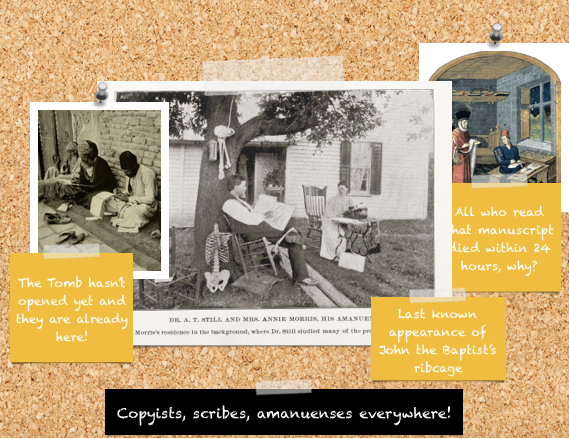 All who read
that manuscript
died within 24
hours, why?
The Tomb hasn't
opened yet and
they are already
here!
DR. A. T. STILL AND MRS. ANNIE MORRIS, HIS AMANUEN
Morris's residence in the background, where Dr. Still studied many of the pro
Last known
appearance of
John the Baptist's
ribcage
Copyists, scribes, amanuenses everywhere!